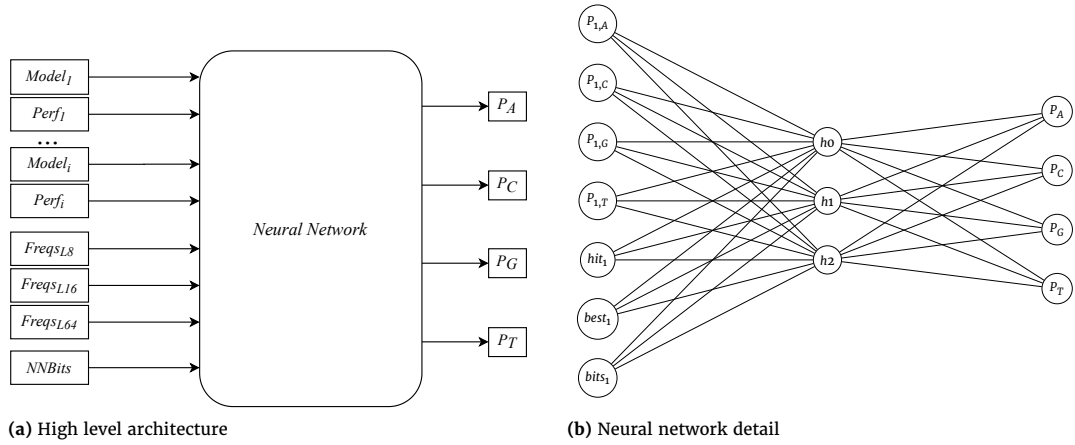 Model1
Perf1
...
Modeli
Perfi
FreqsL8
FreqsL16
FreqsL64
NNBits
Neural Network
PA
PC
PG
PT
(a) High level architecture
P1,A
P1,C
P1,G
P1,T
hit1
best1
bits1
h0
h1
h2
PA
PC
PG
PT
(b) Neural network detail